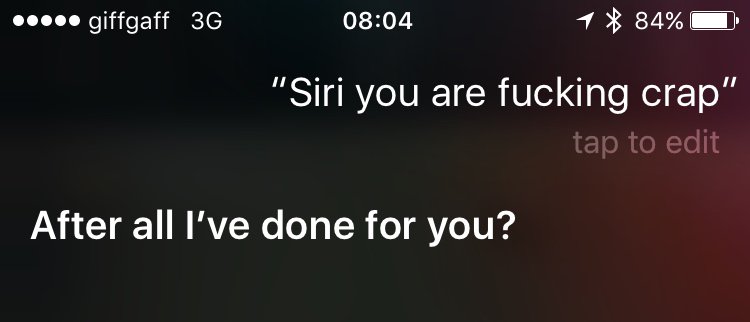 giffgaff 3G 08:04 84%
“Siri you are fucking crap”
tap to edit
After all I’ve done for you?